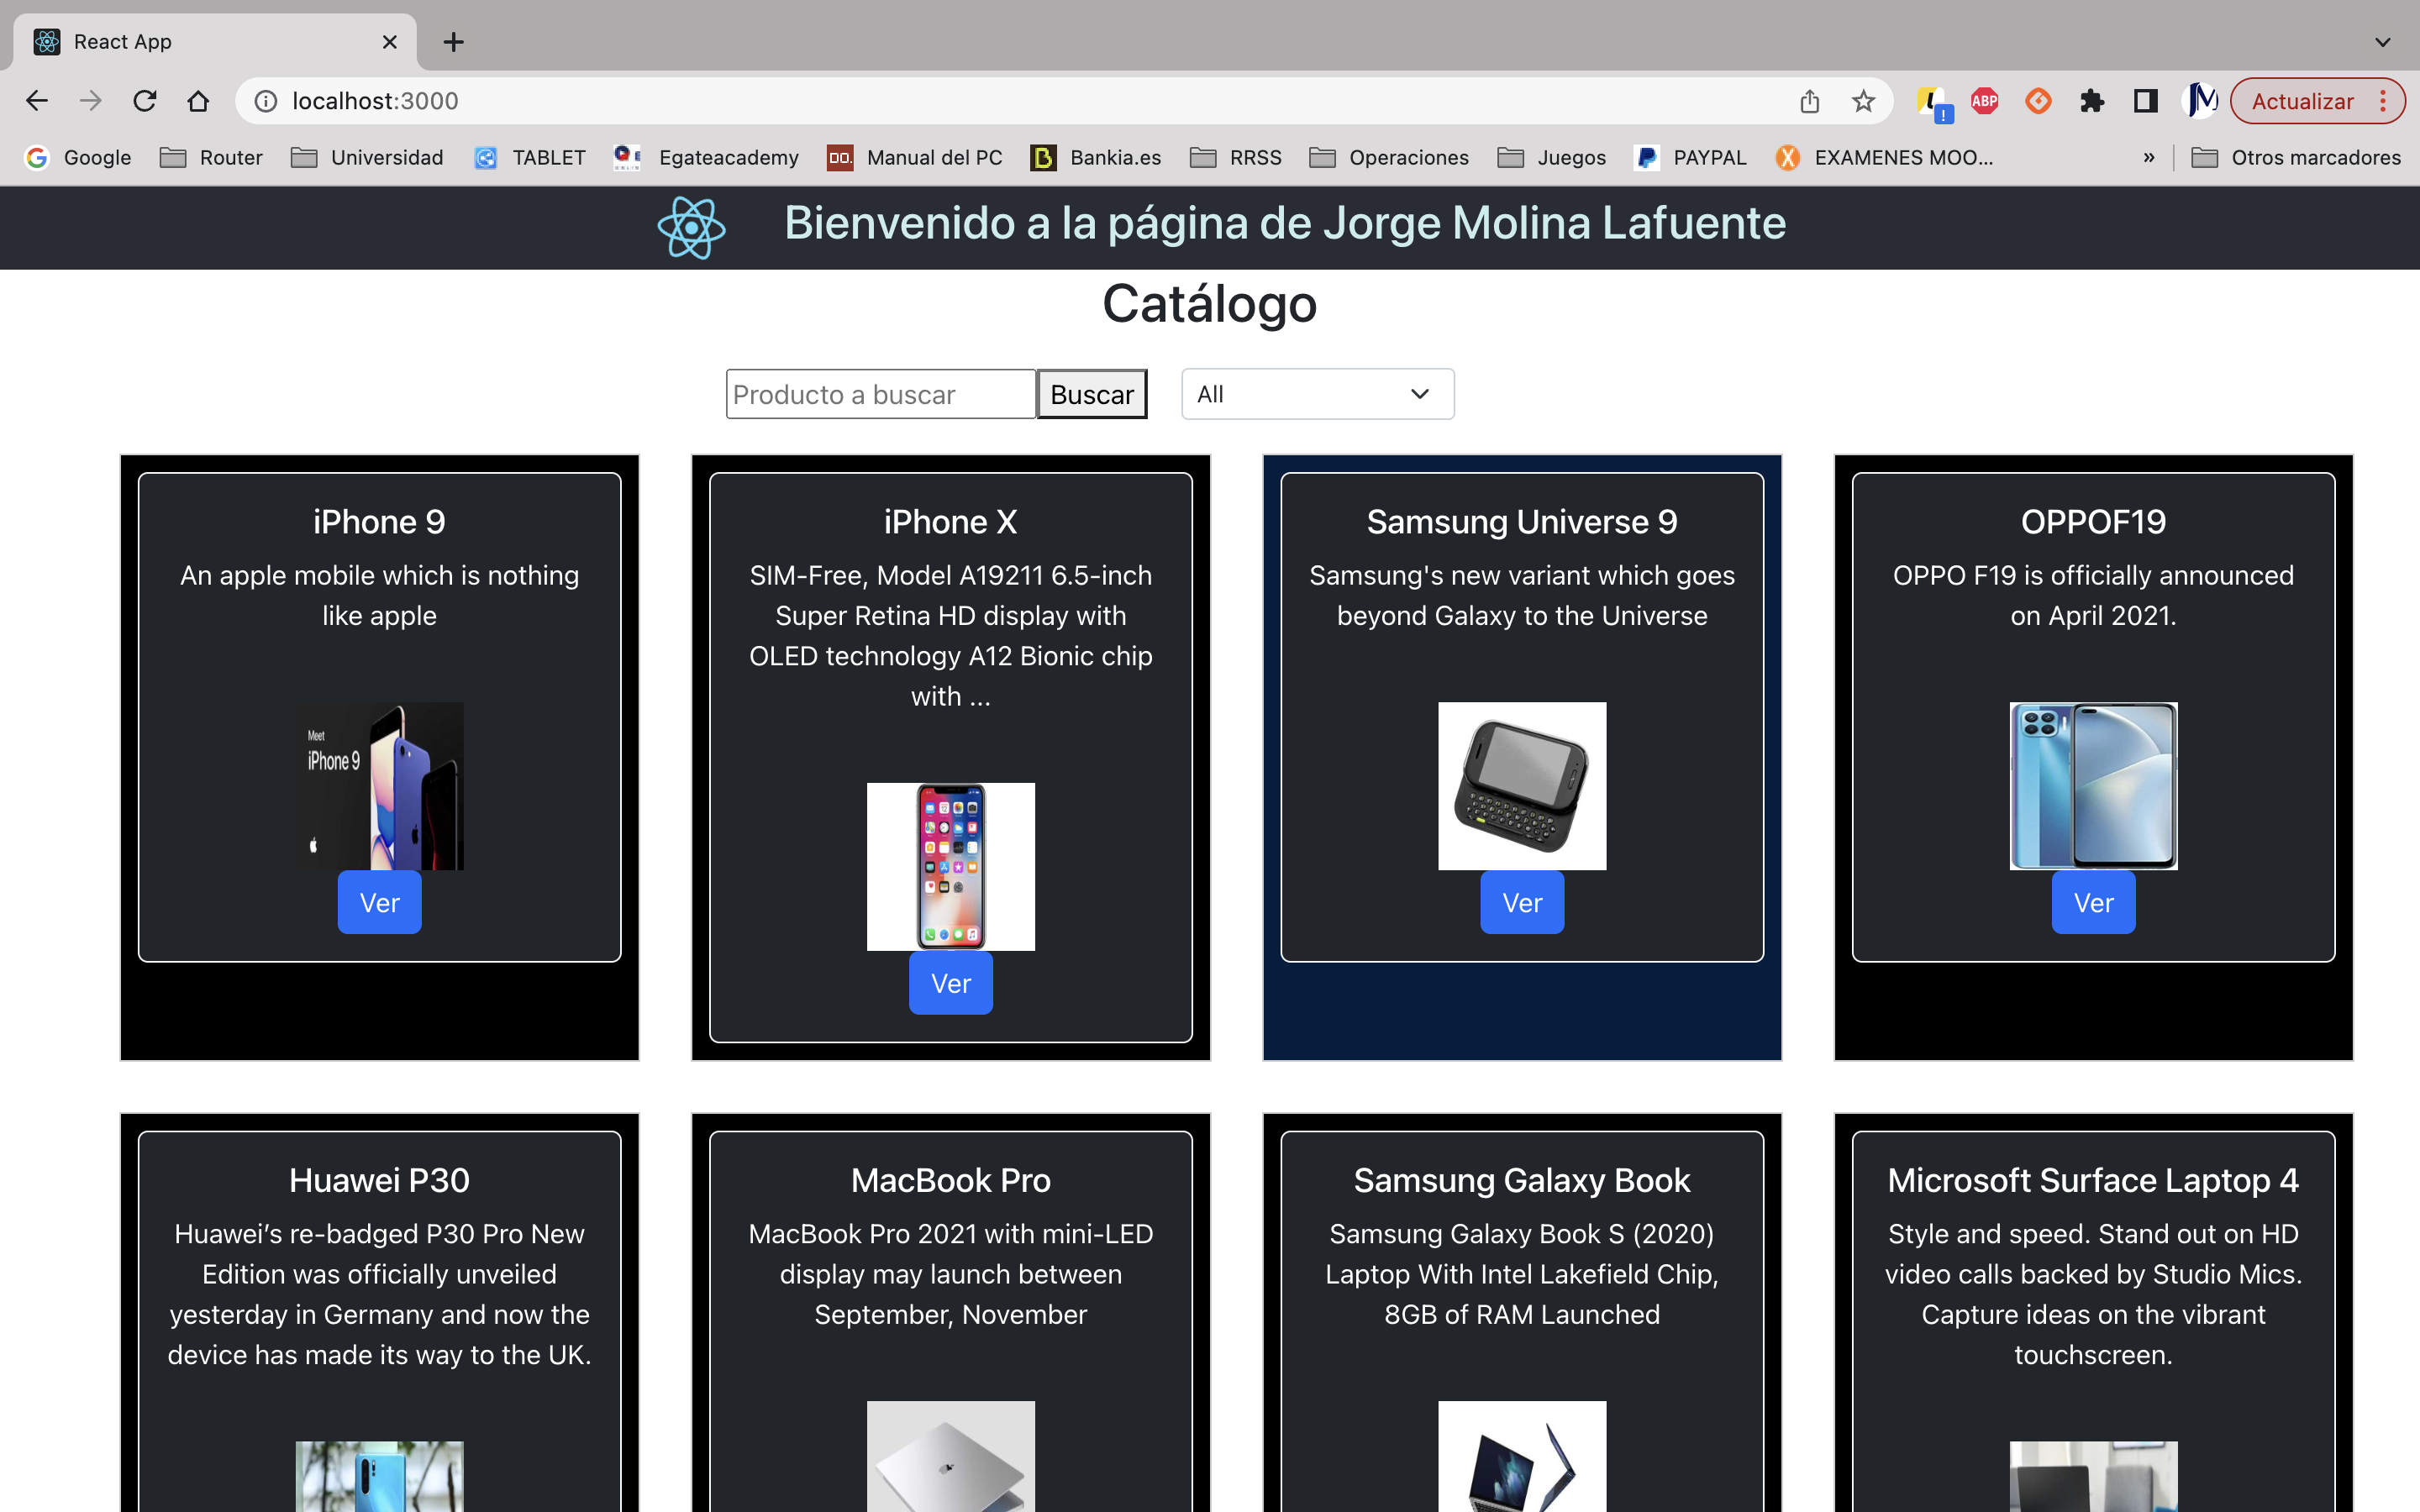 React App
localhost:3000
ABP
Actualizar
Google
Router
Universidad
TABLET
Egateacademy
DO.
Manual del PC
Bankia.es
RRSS
Operaciones
Juegos
PAYPAL
EXAMENES MOO...
»
Otros marcadores
Bienvenido a la página de Jorge Molina Lafuente
Catálogo
Producto a buscar
Buscar
All
iPhone 9
An apple mobile which is nothing
like apple
Meet
iPhone 9
Ver
iPhone X
SIM-Free, Model A19211 6.5-inch
Super Retina HD display with
OLED technology A12 Bionic chip
with ...
Ver
Samsung Universe 9
Samsung's new variant which goes
beyond Galaxy to the Universe
Ver
OPPOF19
OPPO F19 is officially announced
on April 2021.
Ver
Huawei P30
Huawei’s re-badged P30 Pro New
Edition was officially unveiled
yesterday in Germany and now the
device has made its way to the UK.
MacBook Pro
MacBook Pro 2021 with mini-LED
display may launch between
September, November
Samsung Galaxy Book
Samsung Galaxy Book S (2020)
Laptop With Intel Lakefield Chip,
8GB of RAM Launched
Microsoft Surface Laptop 4
Style and speed. Stand out on HD
video calls backed by Studio Mics.
Capture ideas on the vibrant
touchscreen.